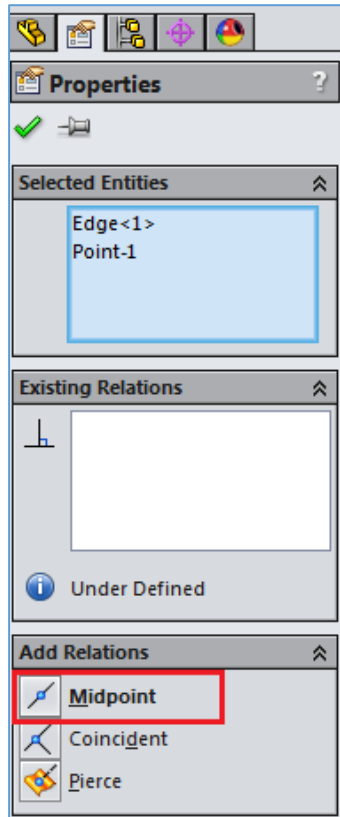 Properties
?
Selected Entities
Edge<1>
Point-1
Existing Relations
Under Defined
Add Relations
Midpoint
Coincident
Pierce